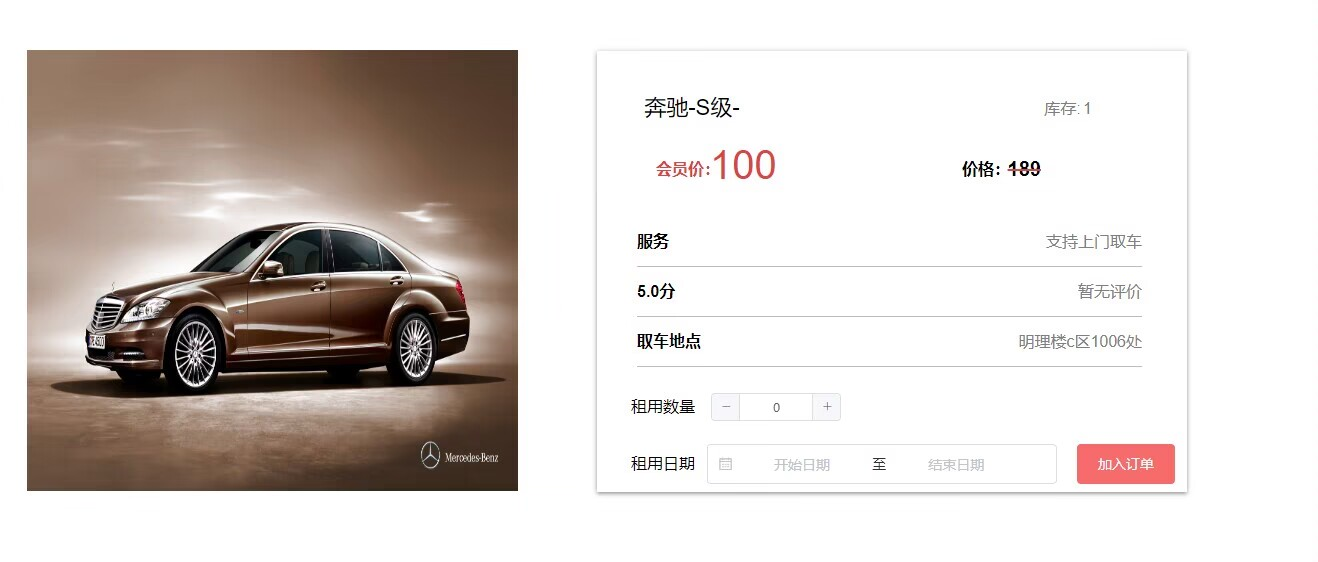 奔驰-S级-
库存: 1
会员价:100
价格：189
服务
支持上门取车
5.0分
暂无评价
取车地点
明理楼c区1006处
租用数量
− 0 +
租用日期
开始日期 至 结束日期
加入订单
Mercedes-Benz